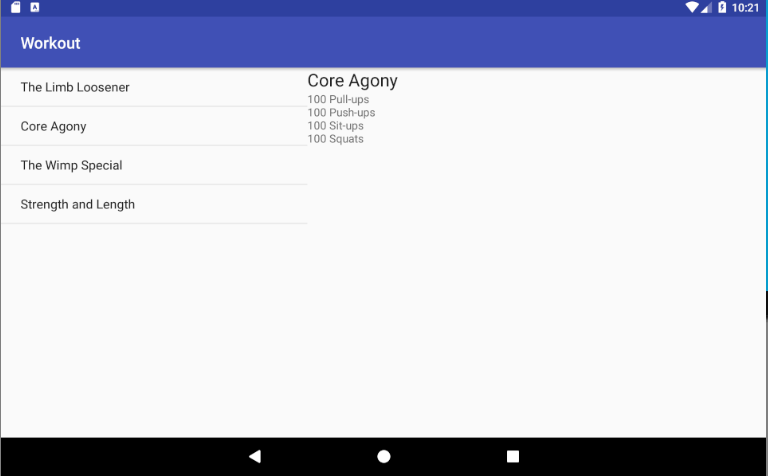 10:21
Workout
The Limb Loosener
Core Agony
The Wimp Special
Strength and Length
Core Agony
100 Pull-ups
100 Push-ups
100 Sit-ups
100 Squats